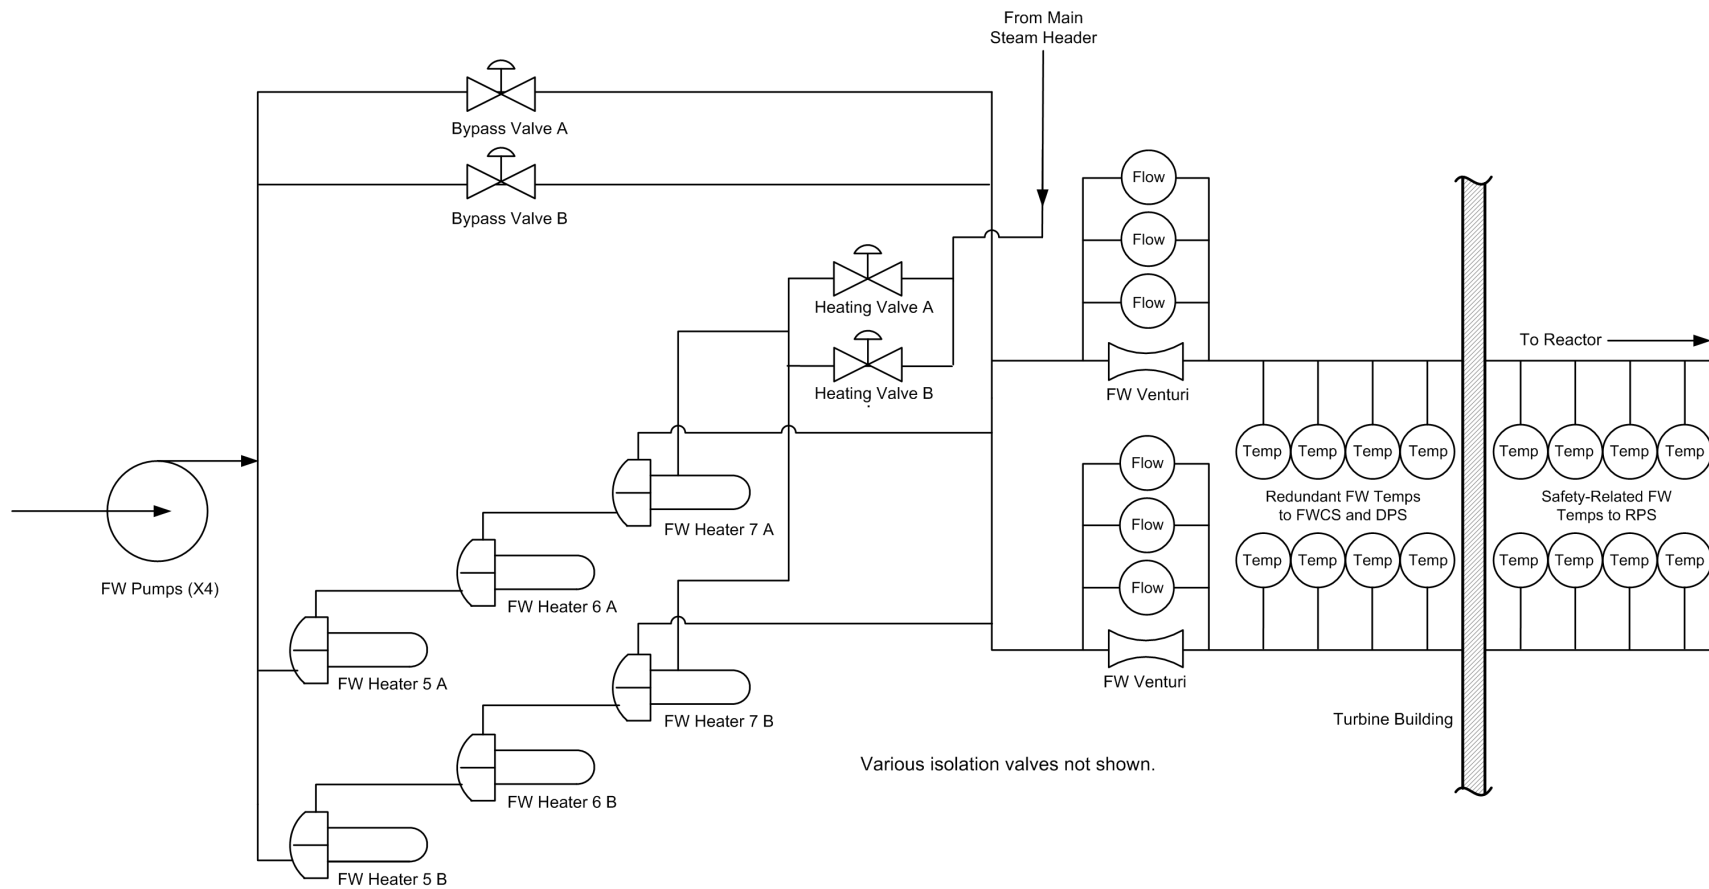 From Main
Steam Header
Bypass Valve A
Bypass Valve B
Flow
Flow
Flow
Heating Valve A
Heating Valve B
FW Venturi
To Reactor
Temp Temp Temp Temp
Temp Temp Temp Temp
Redundant FW Temps
to FWCS and DPS
Safety-Related FW
Temps to RPS
Flow
Flow
Flow
Temp Temp Temp Temp
Temp Temp Temp Temp
FW Venturi
FW Heater 7 A
FW Heater 6 A
FW Pumps (X4)
FW Heater 5 A
FW Heater 7 B
Turbine Building
Various isolation valves not shown.
FW Heater 6 B
FW Heater 5 B